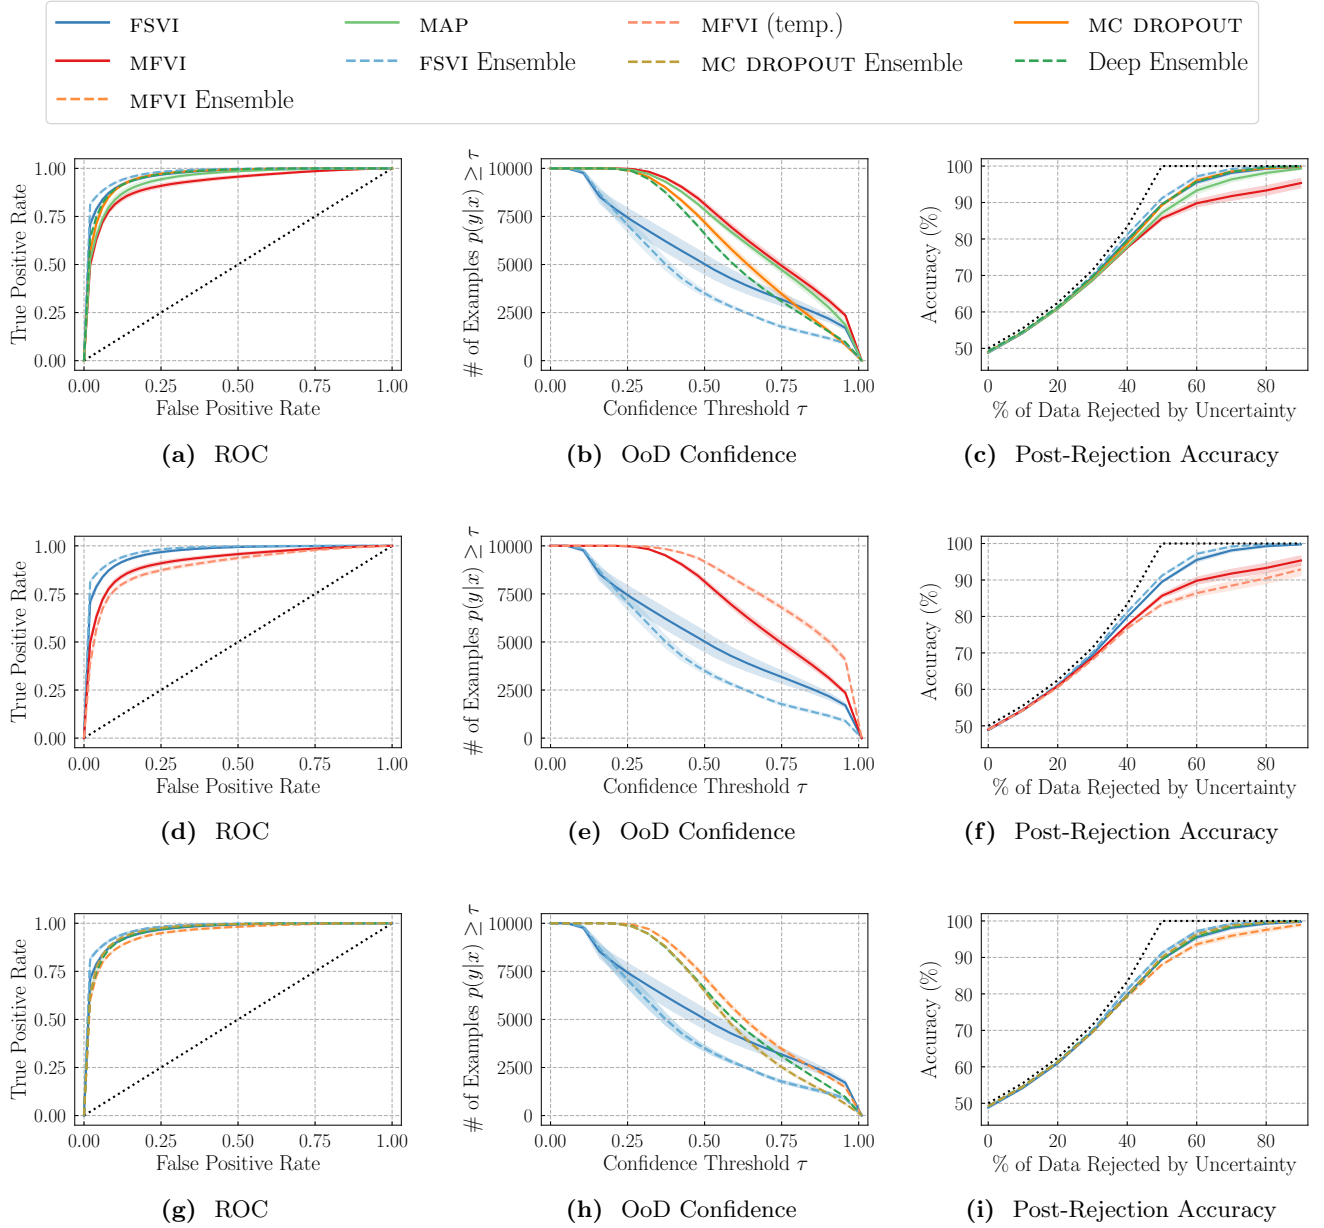 FSVI MAP MFVI (temp.) MC DROPOUT
MFVI FSVI Ensemble MC DROPOUT Ensemble Deep Ensemble
MFVI Ensemble
True Positive Rate
1.00
0.75
0.50
0.25
0.00
0.00 0.25 0.50 0.75 1.00
False Positive Rate
(a) ROC
# of Examples p(y|x) ≥ τ
10000
7500
5000
2500
0
0.00 0.25 0.50 0.75 1.00
Confidence Threshold τ
(b) OoD Confidence
Accuracy (%)
100
90
80
70
60
50
0 20 40 60 80
% of Data Rejected by Uncertainty
(c) Post-Rejection Accuracy
True Positive Rate
1.00
0.75
0.50
0.25
0.00
0.00 0.25 0.50 0.75 1.00
False Positive Rate
(d) ROC
# of Examples p(y|x) ≥ τ
10000
7500
5000
2500
0
0.00 0.25 0.50 0.75 1.00
Confidence Threshold τ
(e) OoD Confidence
Accuracy (%)
100
90
80
70
60
50
0 20 40 60 80
% of Data Rejected by Uncertainty
(f) Post-Rejection Accuracy
True Positive Rate
1.00
0.75
0.50
0.25
0.00
0.00 0.25 0.50 0.75 1.00
False Positive Rate
(g) ROC
# of Examples p(y|x) ≥ τ
10000
7500
5000
2500
0
0.00 0.25 0.50 0.75 1.00
Confidence Threshold τ
(h) OoD Confidence
Accuracy (%)
100
90
80
70
60
50
0 20 40 60 80
% of Data Rejected by Uncertainty
(i) Post-Rejection Accuracy